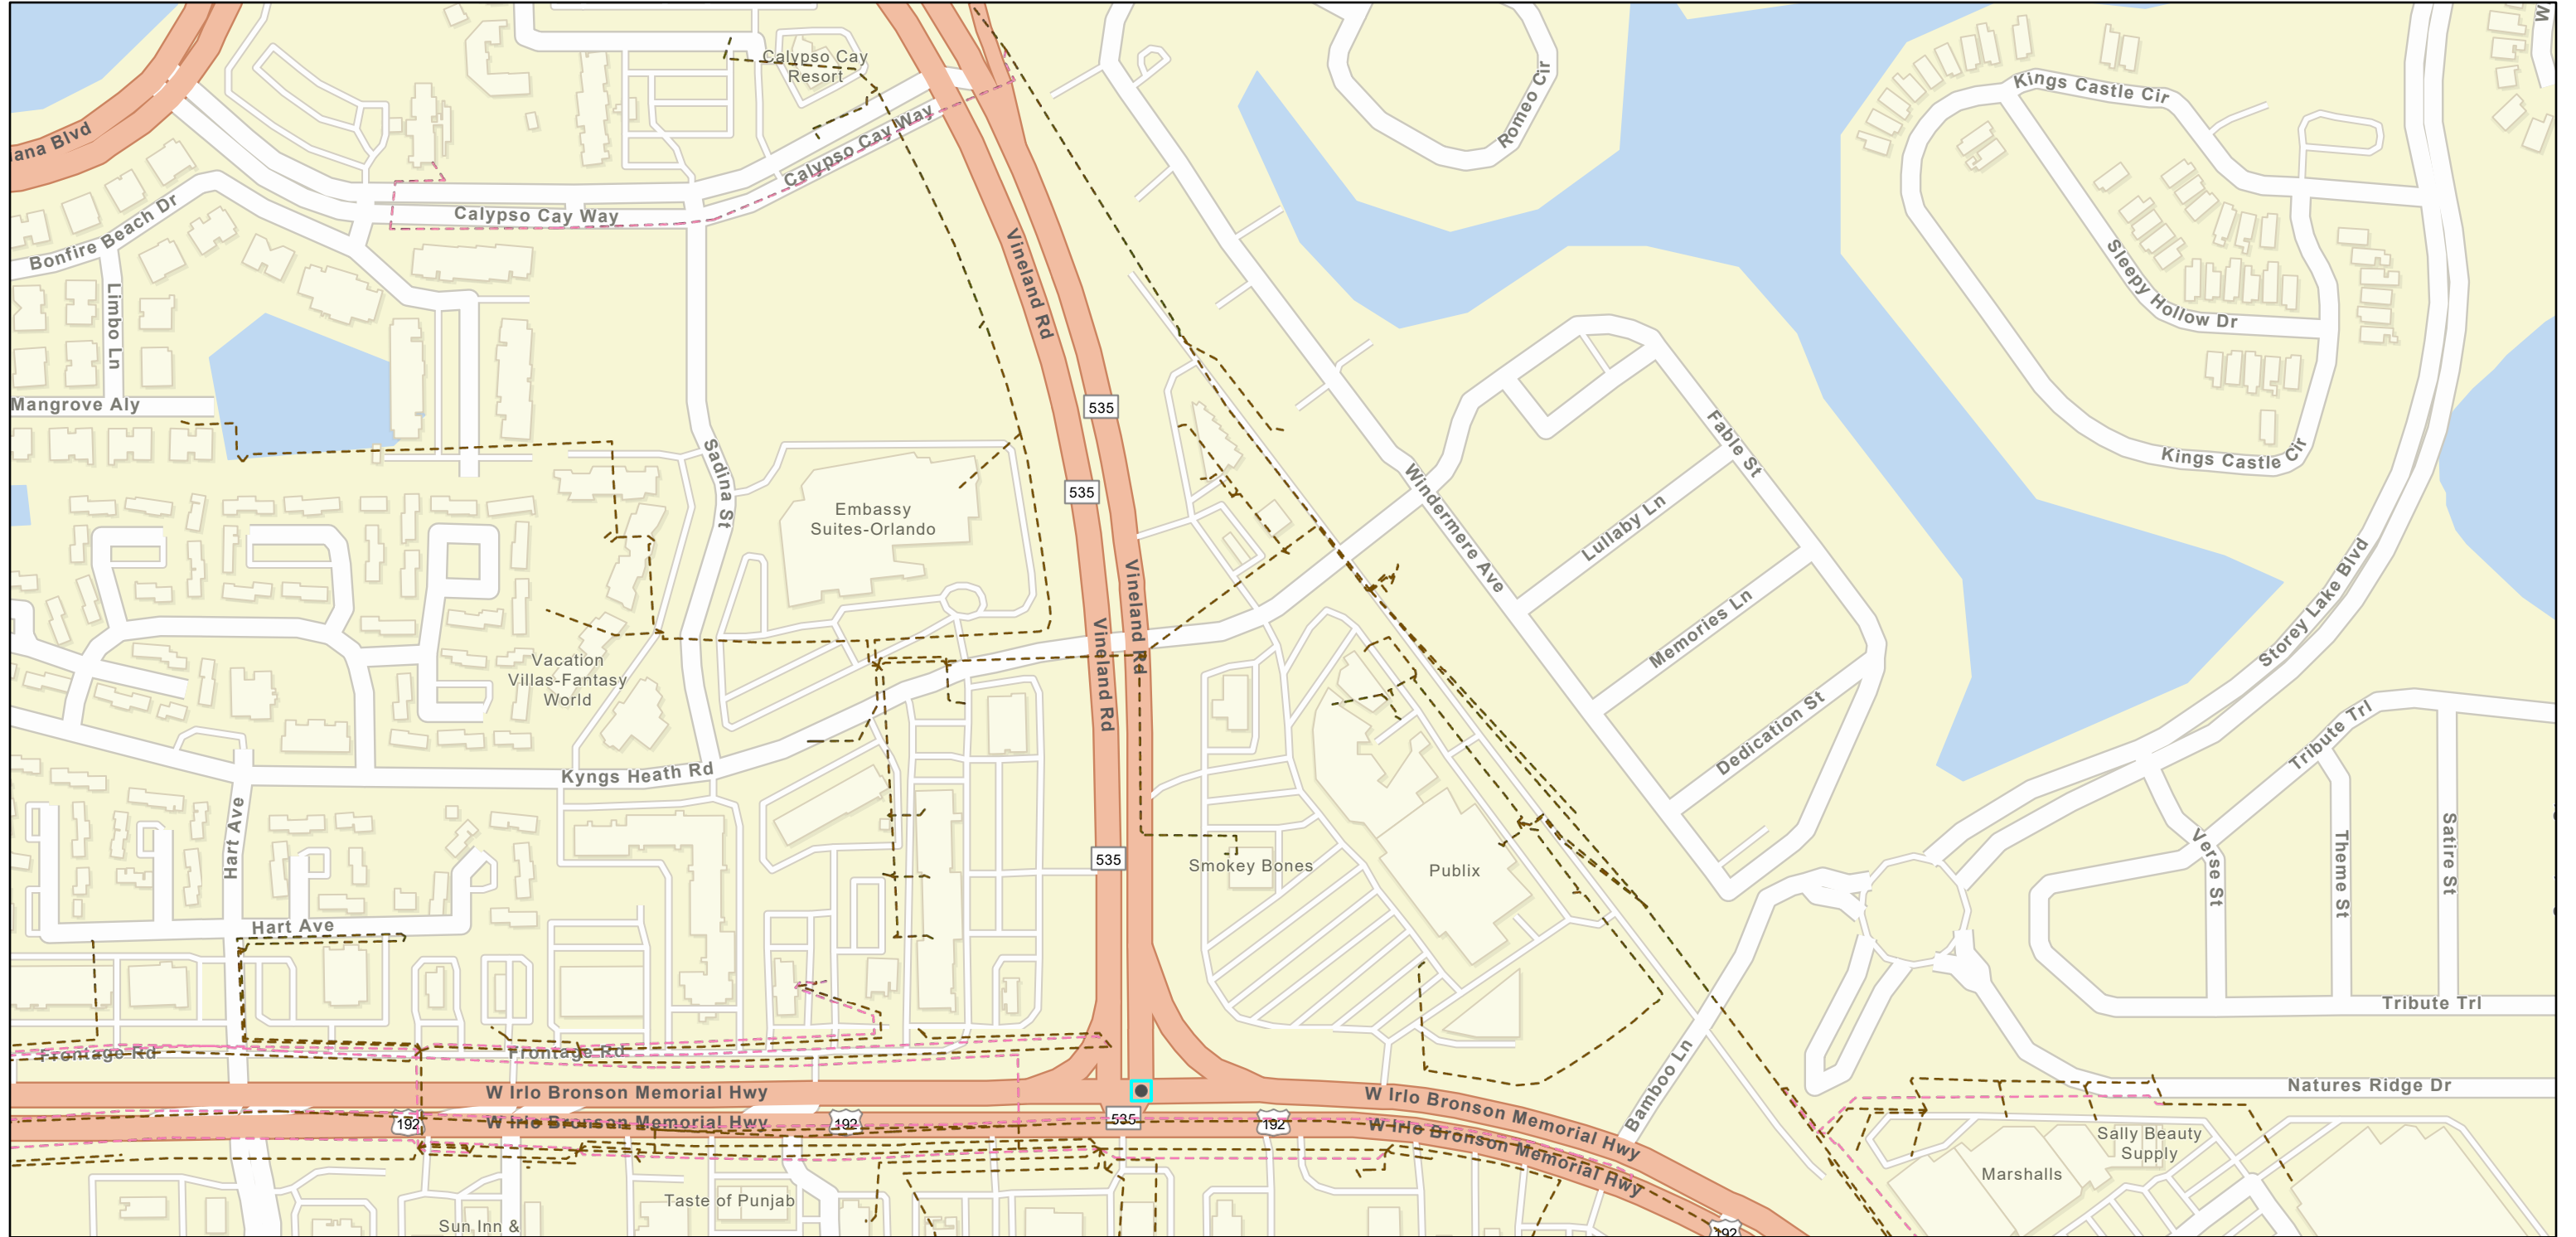 W
Calypso Cay
Resort
Romeo Cir
Kings Castle Cir
iana Blvd
Calypso Cay Way
Calypso Cay Way
Bonfire Beach Dr
Vineland Rd
Sleepy Hollow Dr
Limbo Ln
Mangrove Aly
535
Sadina St
Fable St
Kings Castle Cir
535
Embassy
Suites-Orlando
Windermere Ave
Lullaby Ln
Vineland Rd
Vineland Rd
Memories Ln
Storey Lake Blvd
Vacation
Villas-Fantasy
World
Dedication St
Tribute Trl
Kyngs Heath Rd
Hart Ave
535
Smokey Bones
Publix
Verse St
Theme St
Satire St
Hart Ave
Tribute Trl
Frontage Rd
Frontage Rd
W Irlo Bronson Memorial Hwy
W Irlo Bronson Memorial Hwy
Bamboo Ln
Natures Ridge Dr
192
W Irlo Bronson Memorial Hwy
192
535
192
W Irlo Bronson Memorial Hwy
Sally Beauty
Supply
Marshalls
Taste of Punjab
Sun Inn &
192